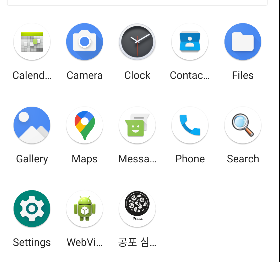 Calend...
Camera
Clock
Contac...
Files
Gallery
Maps
Messa...
Phone
Search
Settings
WebVi...
공포 심...